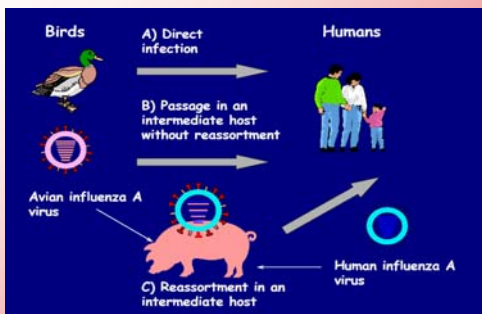 Birds
A) Direct
infection
Humans
B) Passage in an
intermediate host
without reassortment
Avian influenza A
virus
Human influenza A
virus
C) Reassortment in an
intermediate host